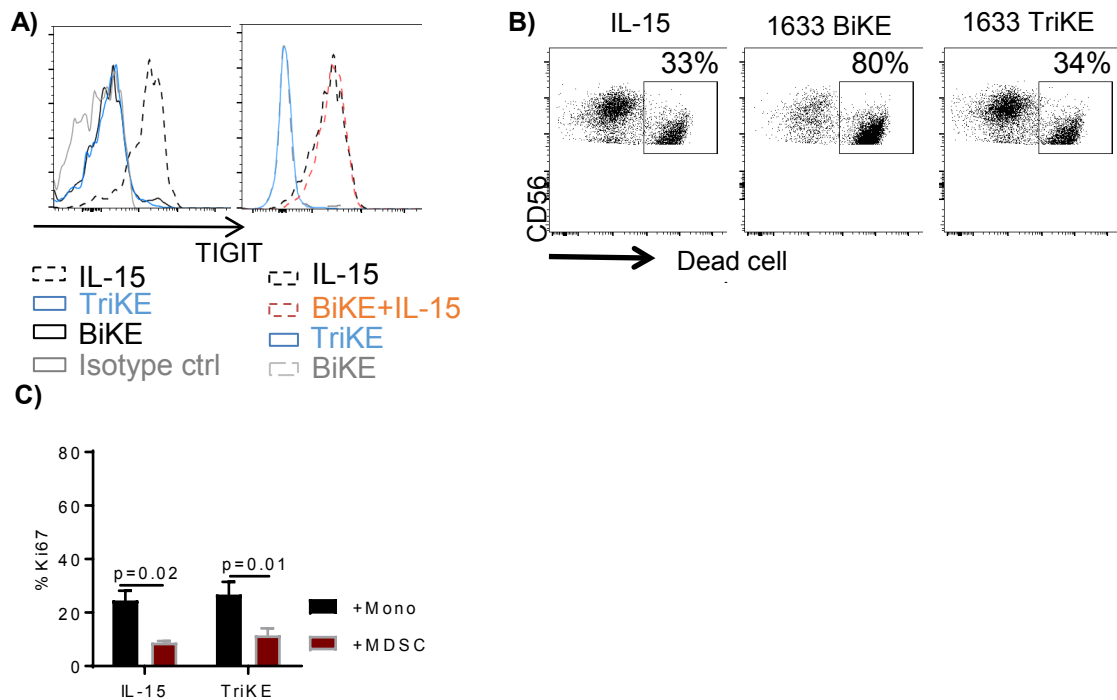 A)
TIGIT
IL-15
TriKE
BiKE
Isotype ctrl
IL-15
BiKE+IL-15
TriKE
BiKE
B)
IL-15
1633 BiKE
1633 TriKE
33%
80%
34%
CD56
Dead cell
C)
80
60
40
20
0
% Ki67
p=0.02
p=0.01
+Mono
+MDSC
IL-15
TriKE